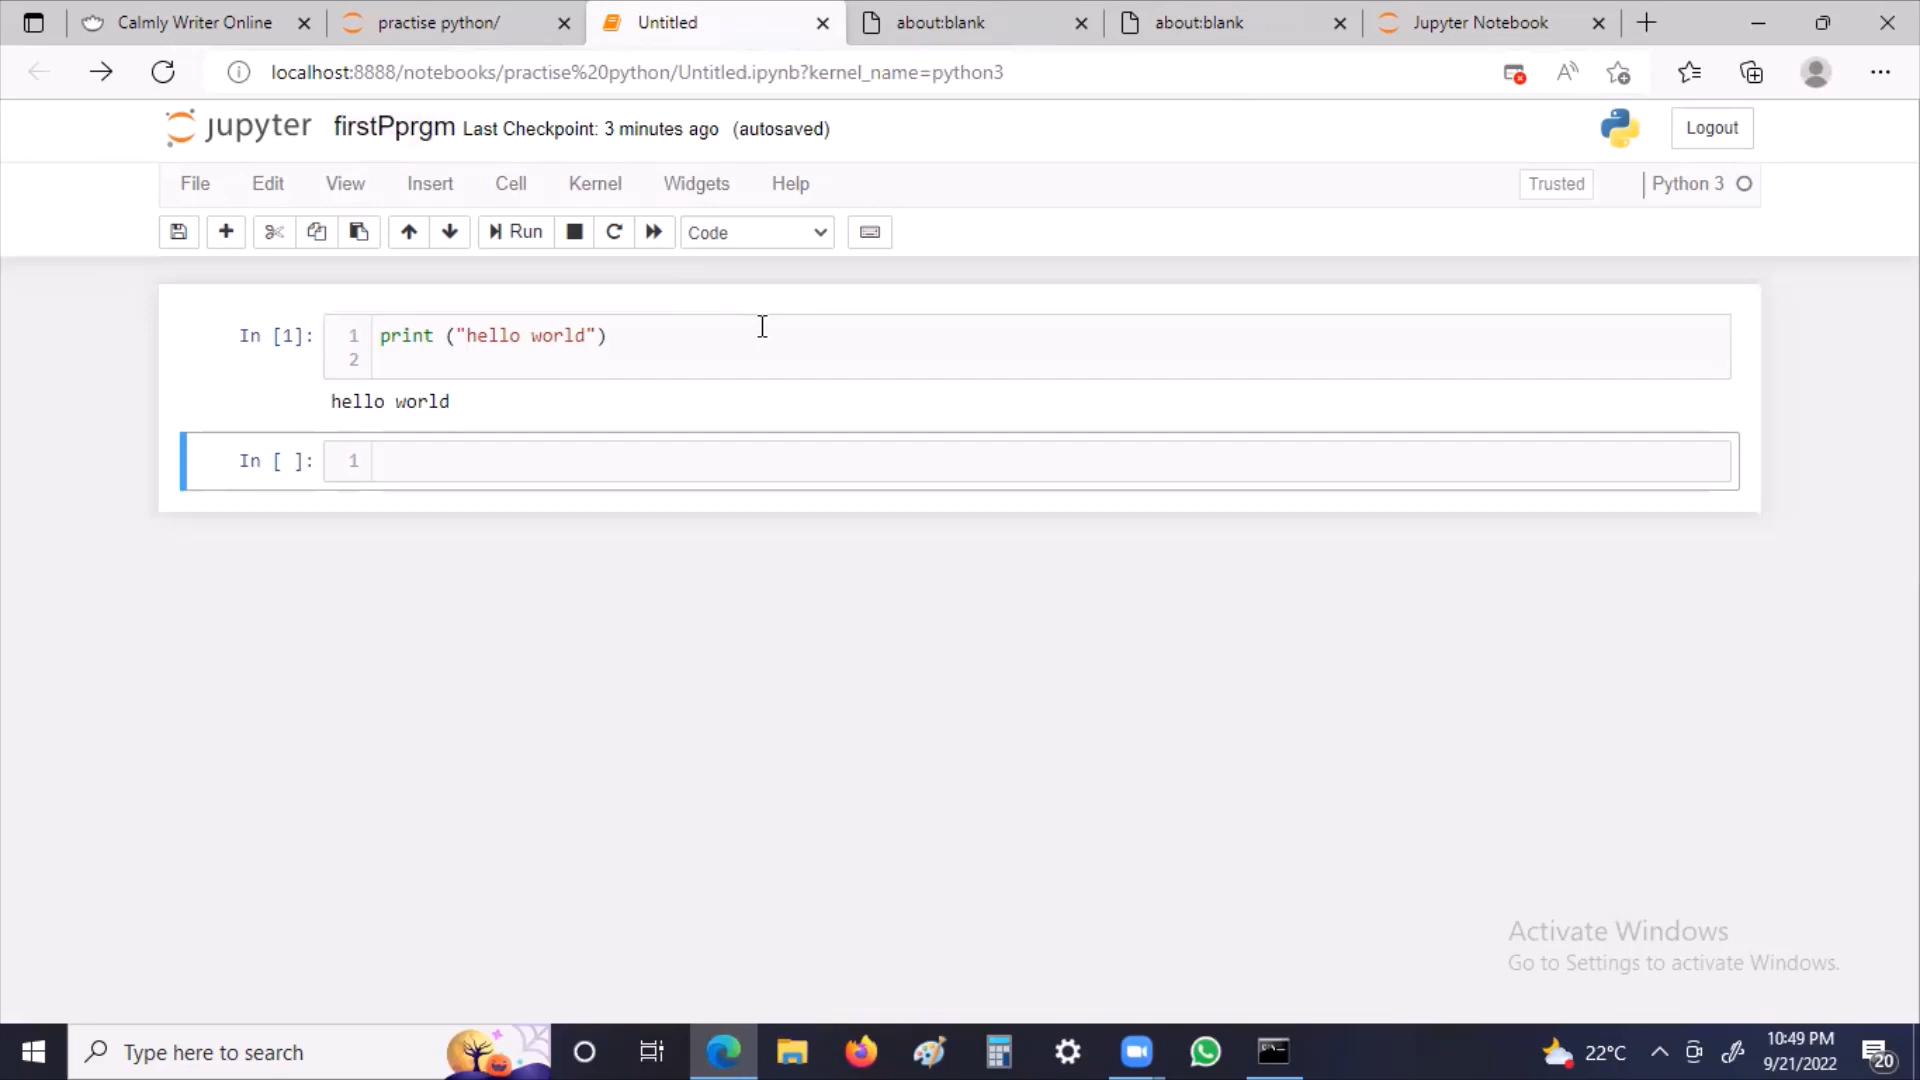 Calmly Writer Online
practise python/
Untitled
about:blank
about:blank
Jupyter Notebook
localhost:8888/notebooks/practise%20python/Untitled.ipynb?kernel_name=python3
jupyter firstPprgm Last Checkpoint: 3 minutes ago (autosaved)
Logout
File Edit View Insert Cell Kernel Widgets Help
Trusted
Python 3
Run
Code
In [1]: 1 print ("hello world")
2
hello world
In [ ]: 1
Activate Windows
Go to Settings to activate Windows.
Type here to search
22°C
10:49 PM
9/21/2022
20